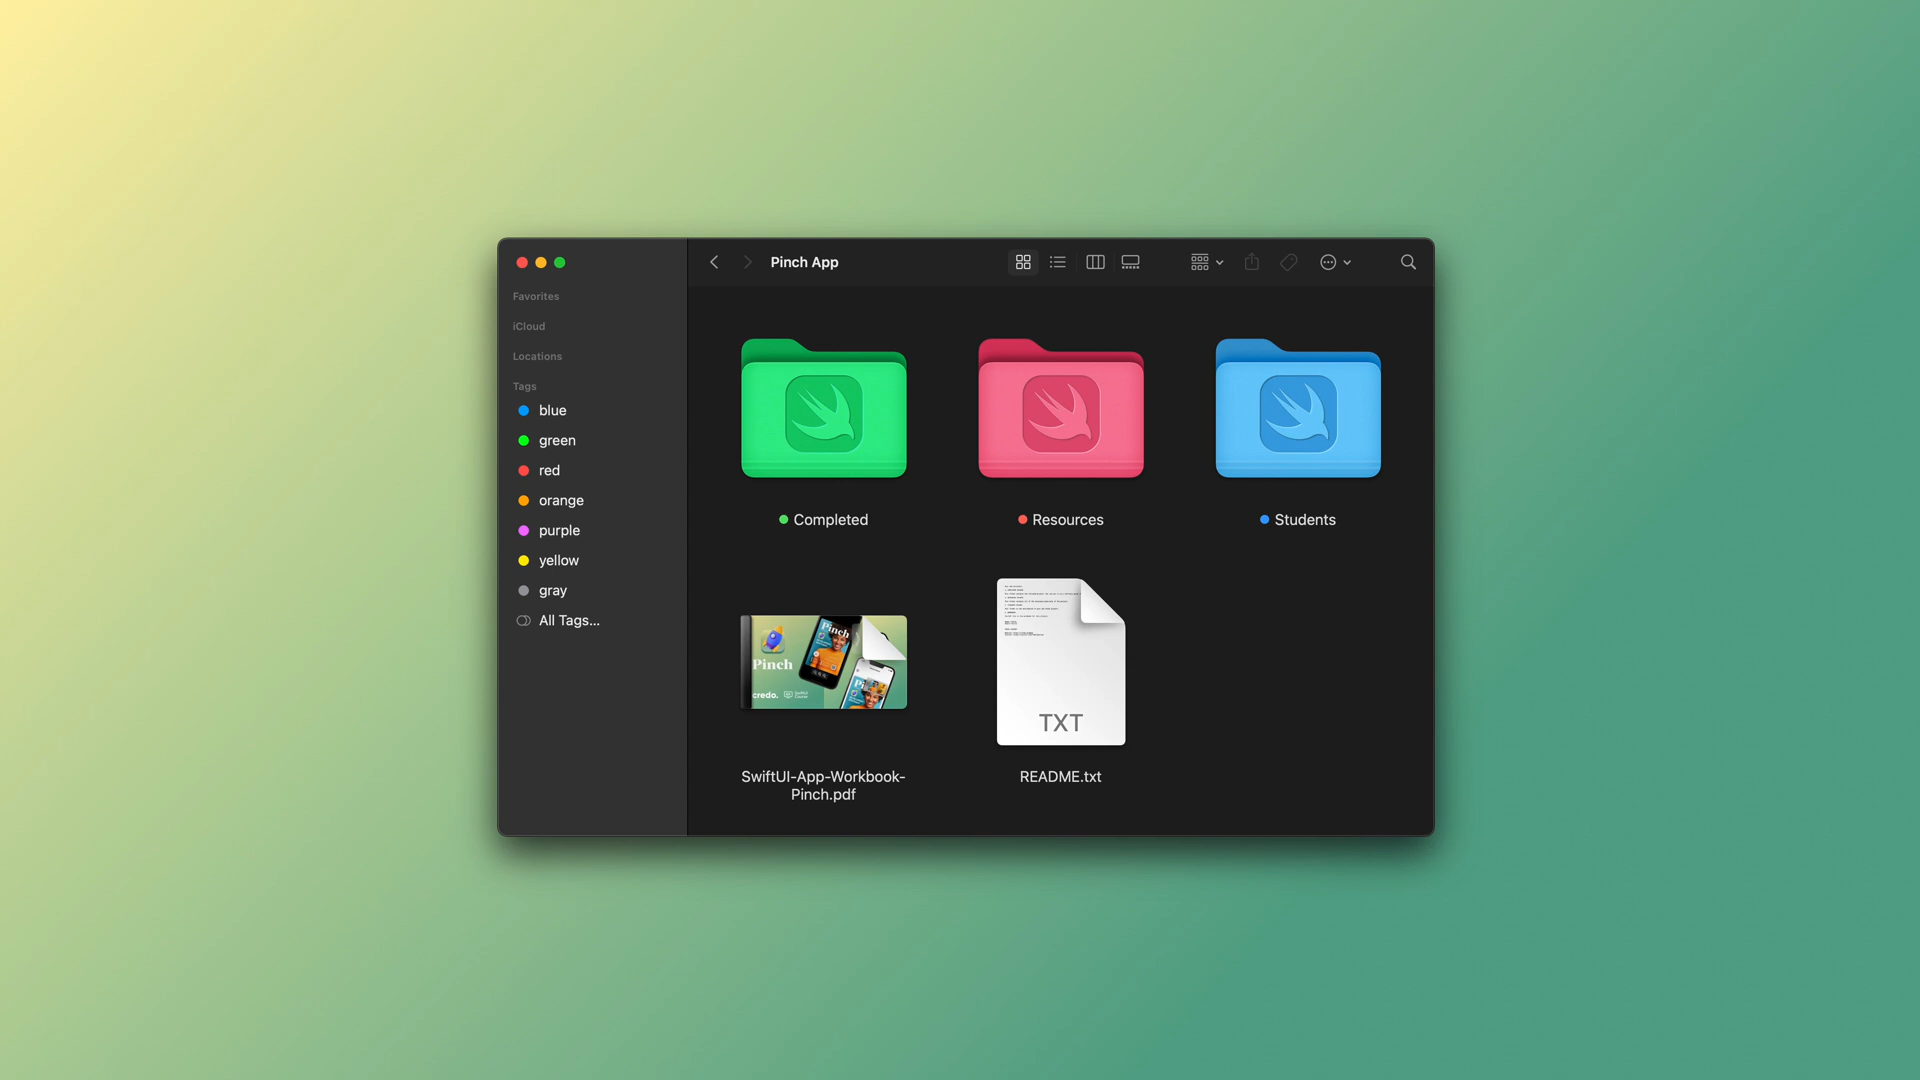 Pinch App
Favorites
iCloud
Locations
Tags
blue
green
red
orange
purple
yellow
gray
All Tags...
Completed
Resources
Students
Pinch
Pinch
credo.
TXT
SwiftUI-App-Workbook-
Pinch.pdf
README.txt